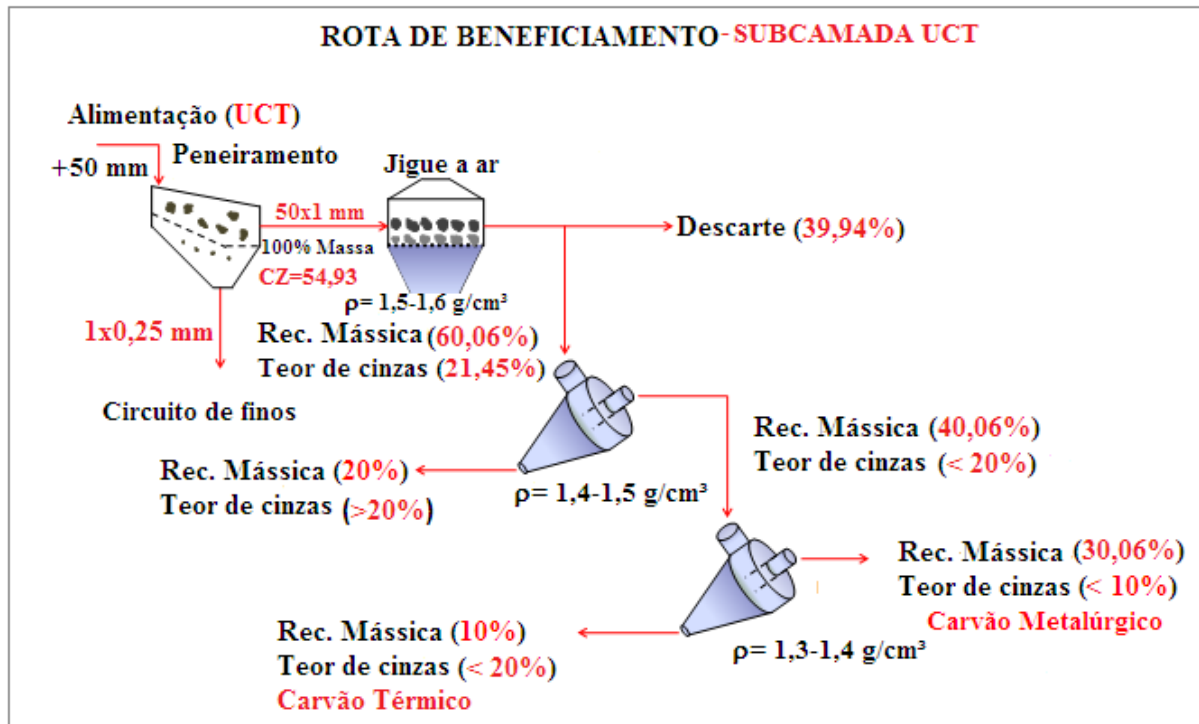 ROTA DE BENEFICIAMENTO- SUBCAMADA UCT
Alimentação (UCT)
+50 mm
Peneiramento
Jigue a ar
50x1 mm
100% Massa
CZ=54,93
Descarte (39,94%)
ρ= 1,5-1,6 g/cm³
1x0,25 mm
Rec. Mássica (60,06%)
Teor de cinzas (21,45%)
Circuito de finos
Rec. Mássica (40,06%)
Teor de cinzas (< 20%)
Rec. Mássica (20%)
Teor de cinzas (>20%)
ρ= 1,4-1,5 g/cm³
Rec. Mássica (30,06%)
Teor de cinzas (< 10%)
Carvão Metalúrgico
Rec. Mássica (10%)
Teor de cinzas (< 20%)
Carvão Térmico
ρ= 1,3-1,4 g/cm³